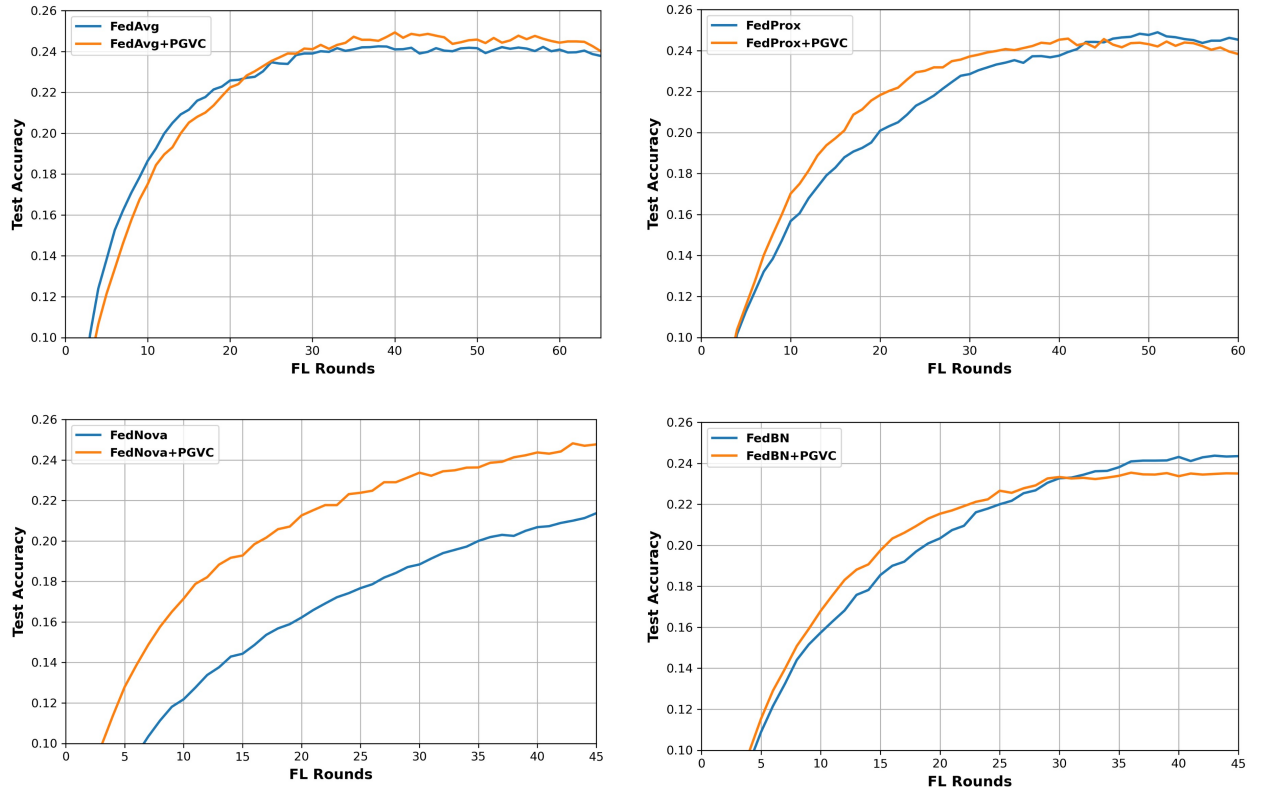 FedAvg
FedAvg+PGVC
0.26
0.24
0.22
0.20
0.18
0.16
0.14
0.12
0.10
Test Accuracy
0 10 20 30 40 50 60
FL Rounds
FedProx
FedProx+PGVC
0.26
0.24
0.22
0.20
0.18
0.16
0.14
0.12
0.10
Test Accuracy
0 10 20 30 40 50 60
FL Rounds
FedNova
FedNova+PGVC
0.26
0.24
0.22
0.20
0.18
0.16
0.14
0.12
0.10
Test Accuracy
0 5 10 15 20 25 30 35 40 45
FL Rounds
FedBN
FedBN+PGVC
0.26
0.24
0.22
0.20
0.18
0.16
0.14
0.12
0.10
Test Accuracy
0 5 10 15 20 25 30 35 40 45
FL Rounds